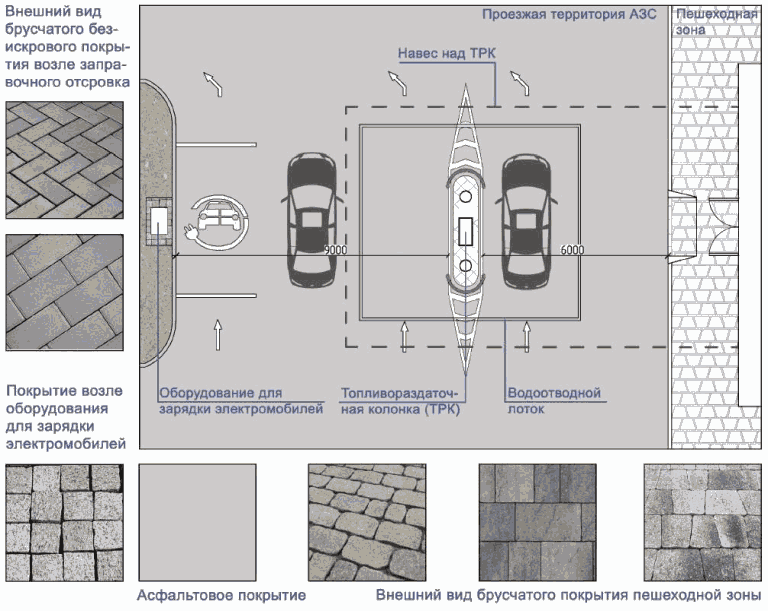 Внешний вид
брусчатого без-
искрового покры-
тия возле запра-
вочного отсровка
Проезжая территория АЗС
Пешеходная
зона
Навес над ТРК
9000
6000
Оборудование для
зарядки электромобилей
Топливораздаточ-
ная колонка (ТРК)
Водоотводной
лоток
Покрытие возле
оборудования
для зарядки
электромобилей
Асфальтовое покрытие
Внешний вид брусчатого покрытия пешеходной зоны